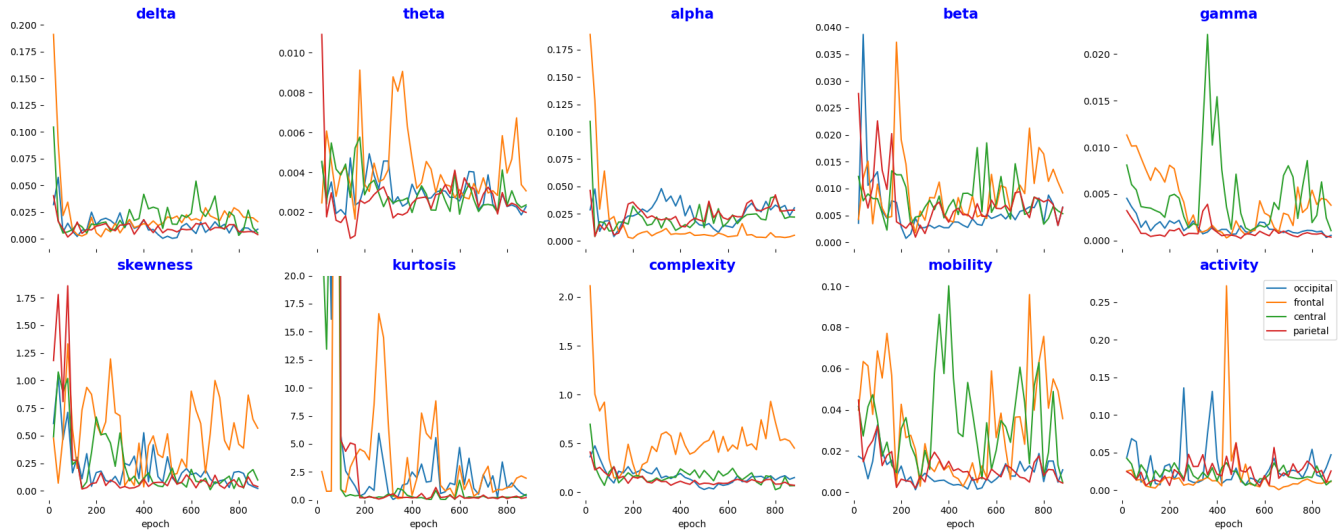 delta
theta
alpha
beta
gamma
0.200
0.175
0.150
0.125
0.100
0.075
0.050
0.025
0.000
0.010
0.008
0.006
0.004
0.002
0.175
0.150
0.125
0.100
0.075
0.050
0.025
0.000
0.040
0.035
0.030
0.025
0.020
0.015
0.010
0.005
0.000
0.020
0.015
0.010
0.005
0.000
skewness
kurtosis
complexity
mobility
activity
1.75
1.50
1.25
1.00
0.75
0.50
0.25
0.00
0 200 400 600 800
epoch
20.0
17.5
15.0
12.5
10.0
7.5
5.0
2.5
0.0
0 200 400 600 800
epoch
2.0
1.5
1.0
0.5
0.0
0 200 400 600 800
epoch
0.10
0.08
0.06
0.04
0.02
0.00
0 200 400 600 800
epoch
0.25
0.20
0.15
0.10
0.05
0.00
0 200 400 600 800
epoch
occipital
frontal
central
parietal